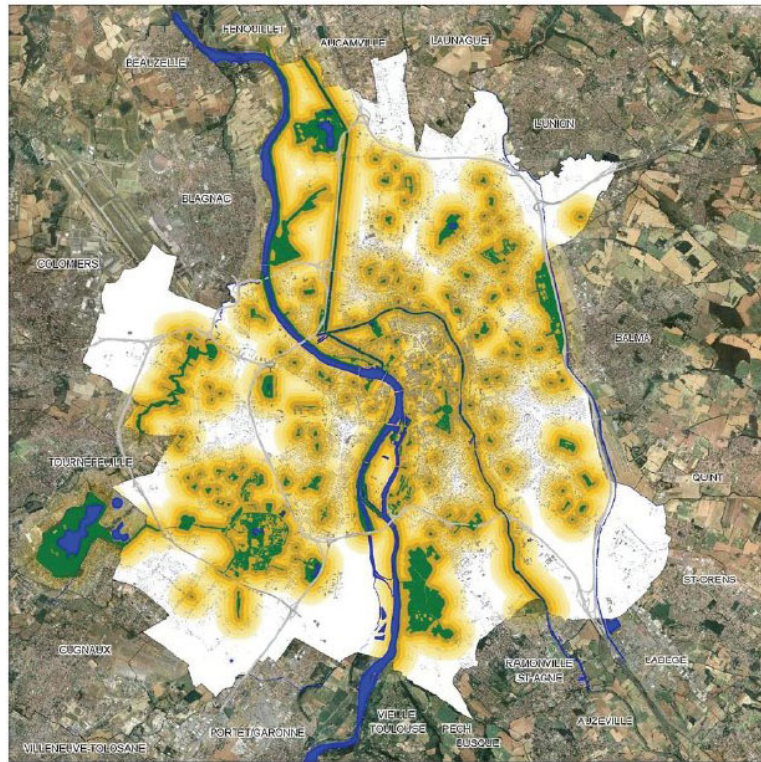 FENOUILLET
AUCAMVILLE
LAUNAGUET
BEAUZELLE
L'UNION
BLAGNAC
COLOMIERS
BALMA
TOURNEFEUILLE
QUINT
ST-ORENS
CUGNAUX
RAMONVILLE
ST-AGNE
LABEGE
PORTET/GARONNE
VIEILLE
TOULOUSE
PECH
BUSQUE
AUZEVILLE
VILLENEUVE-TOLOSANE